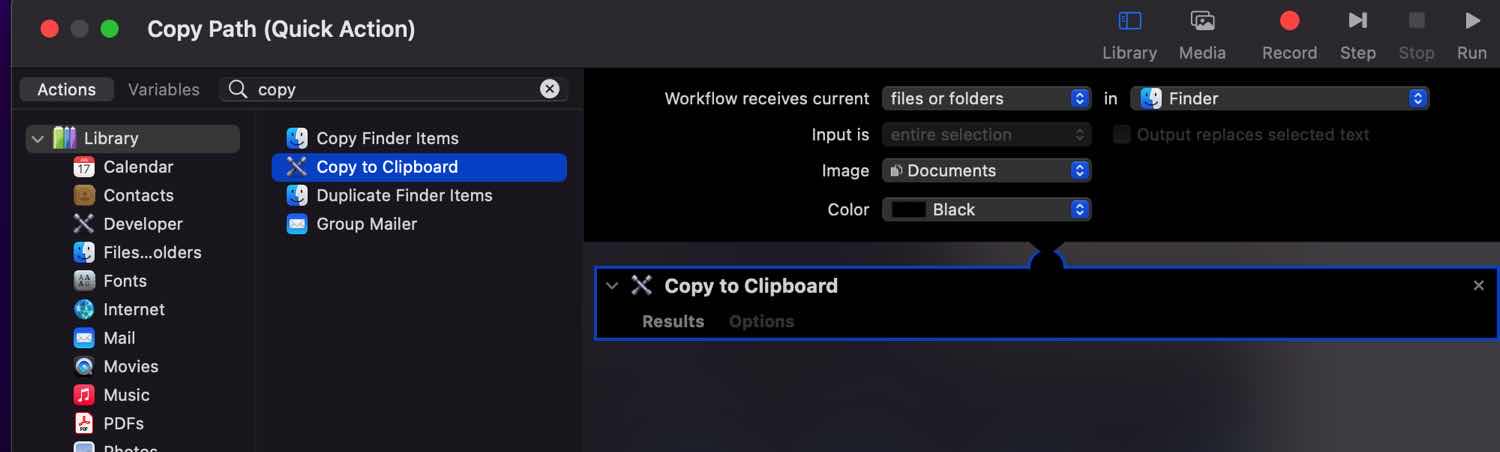 Copy Path (Quick Action)
Library Media Record Step Stop Run
Actions Variables copy
Library
Calendar
Contacts
Developer
Files...olders
Fonts
Internet
Mail
Movies
Music
PDFs
Photos
Copy Finder Items
Copy to Clipboard
Duplicate Finder Items
Group Mailer
Workflow receives current files or folders in Finder
Input is entire selection Output replaces selected text
Image Documents
Color Black
Copy to Clipboard
Results Options